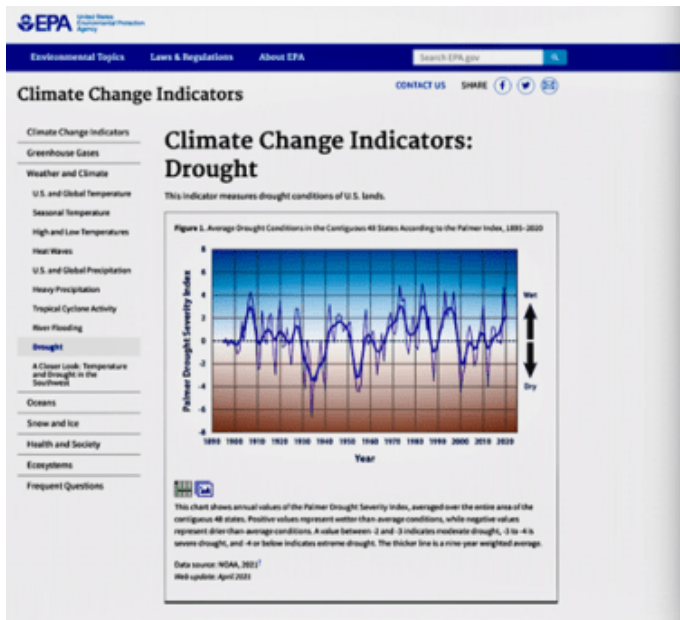 EPA United States
Environmental Protection
Agency
Environmental Topics Laws & Regulations About EPA Search EPA.gov
Climate Change Indicators CONTACT US SHARE
Climate Change Indicators
Greenhouse Gases
Weather and Climate
U.S. and Global Temperature
Seasonal Temperature
High and Low Temperatures
Heat Waves
U.S. and Global Precipitation
Heavy Precipitation
Tropical Cyclone Activity
River Flooding
Drought
A Closer Look: Temperature
and Drought in the
Southwest
Oceans
Snow and Ice
Health and Society
Ecosystems
Frequent Questions
Climate Change Indicators:
Drought
This indicator measures drought conditions of U.S. lands.
Figure 1. Average Drought Conditions in the Contiguous 48 States According to the Palmer Index, 1895–2020
Palmer Drought Severity Index
8
6
4
2
0
-2
-4
-6
-8
1890 1900 1910 1920 1930 1940 1950 1960 1970 1980 1990 2000 2010 2020
Year
Wet
Dry
This chart shows annual values of the Palmer Drought Severity Index, averaged over the entire area of the
contiguous 48 states. Positive values represent wetter-than-average conditions, while negative values
represent drier-than-average conditions. A value between -2 and -3 indicates moderate drought, -3 to -4 is
severe drought, and -4 or below indicates extreme drought. The thicker line is a nine-year weighted average.
Data source: NOAA, 2021
Web update: April 2021